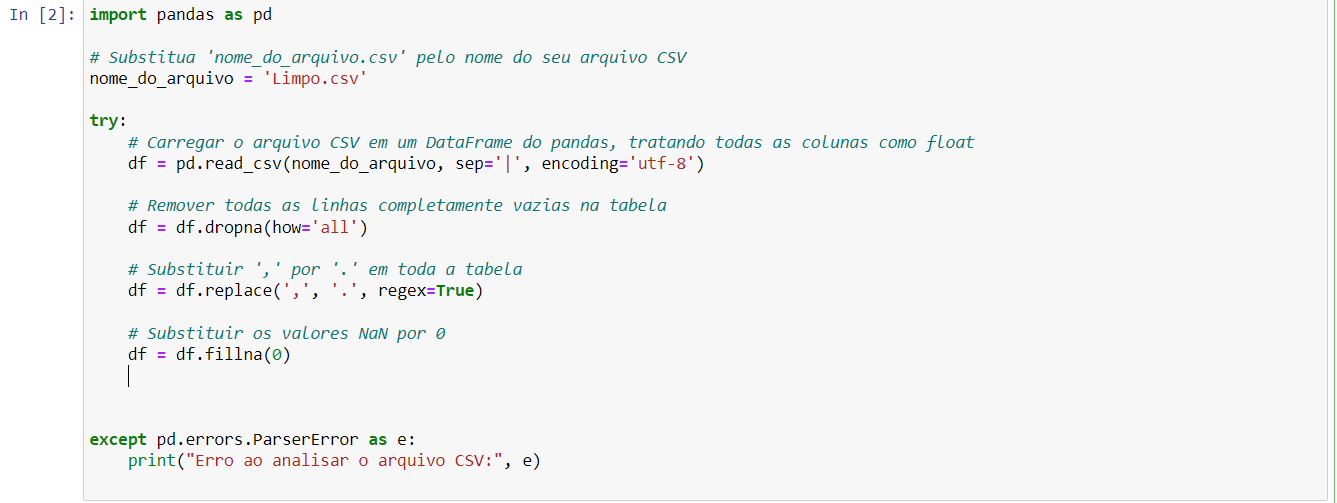 In [2]: import pandas as pd
# Substitua 'nome_do_arquivo.csv' pelo nome do seu arquivo CSV
nome_do_arquivo = 'Limpo.csv'
try:
# Carregar o arquivo CSV em um DataFrame do pandas, tratando todas as colunas como float
df = pd.read_csv(nome_do_arquivo, sep='|', encoding='utf-8')
# Remover todas as linhas completamente vazias na tabela
df = df.dropna(how='all')
# Substituir ',' por '.' em toda a tabela
df = df.replace(',', '.', regex=True)
# Substituir os valores NaN por 0
df = df.fillna(0)
except pd.errors.ParserError as e:
print("Erro ao analisar o arquivo CSV:", e)